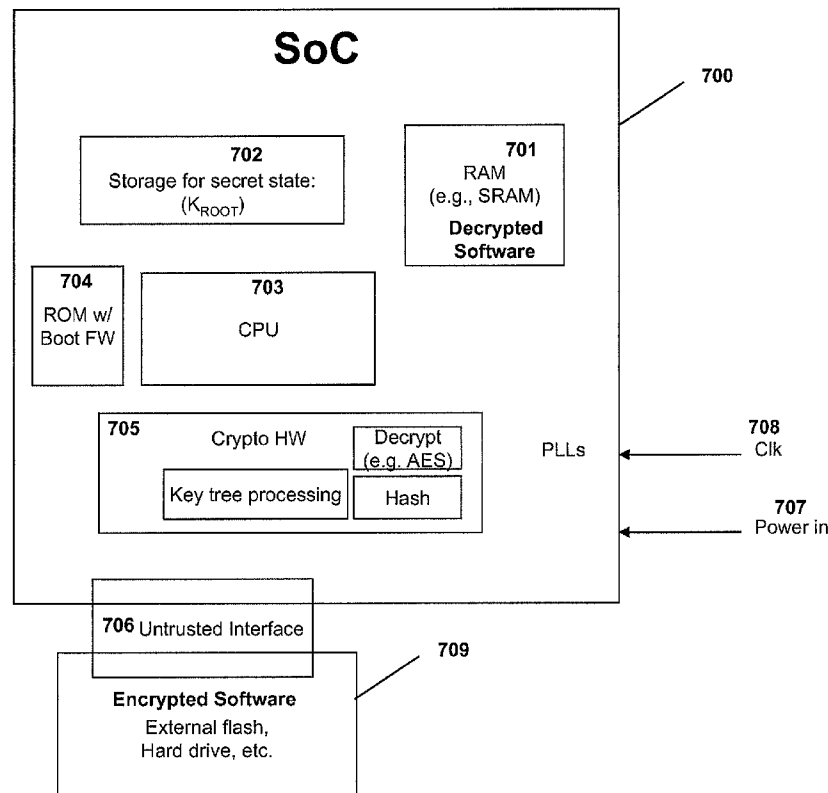 SoC
700
702
Storage for secret state:
(K_ROOT)
701
RAM
(e.g., SRAM)
Decrypted
Software
704
ROM w/
Boot FW
703
CPU
705
Crypto HW
Decrypt
(e.g. AES)
Key tree processing
Hash
PLLs
708
Clk
707
Power in
706 Untrusted Interface
709
Encrypted Software
External flash,
Hard drive, etc.